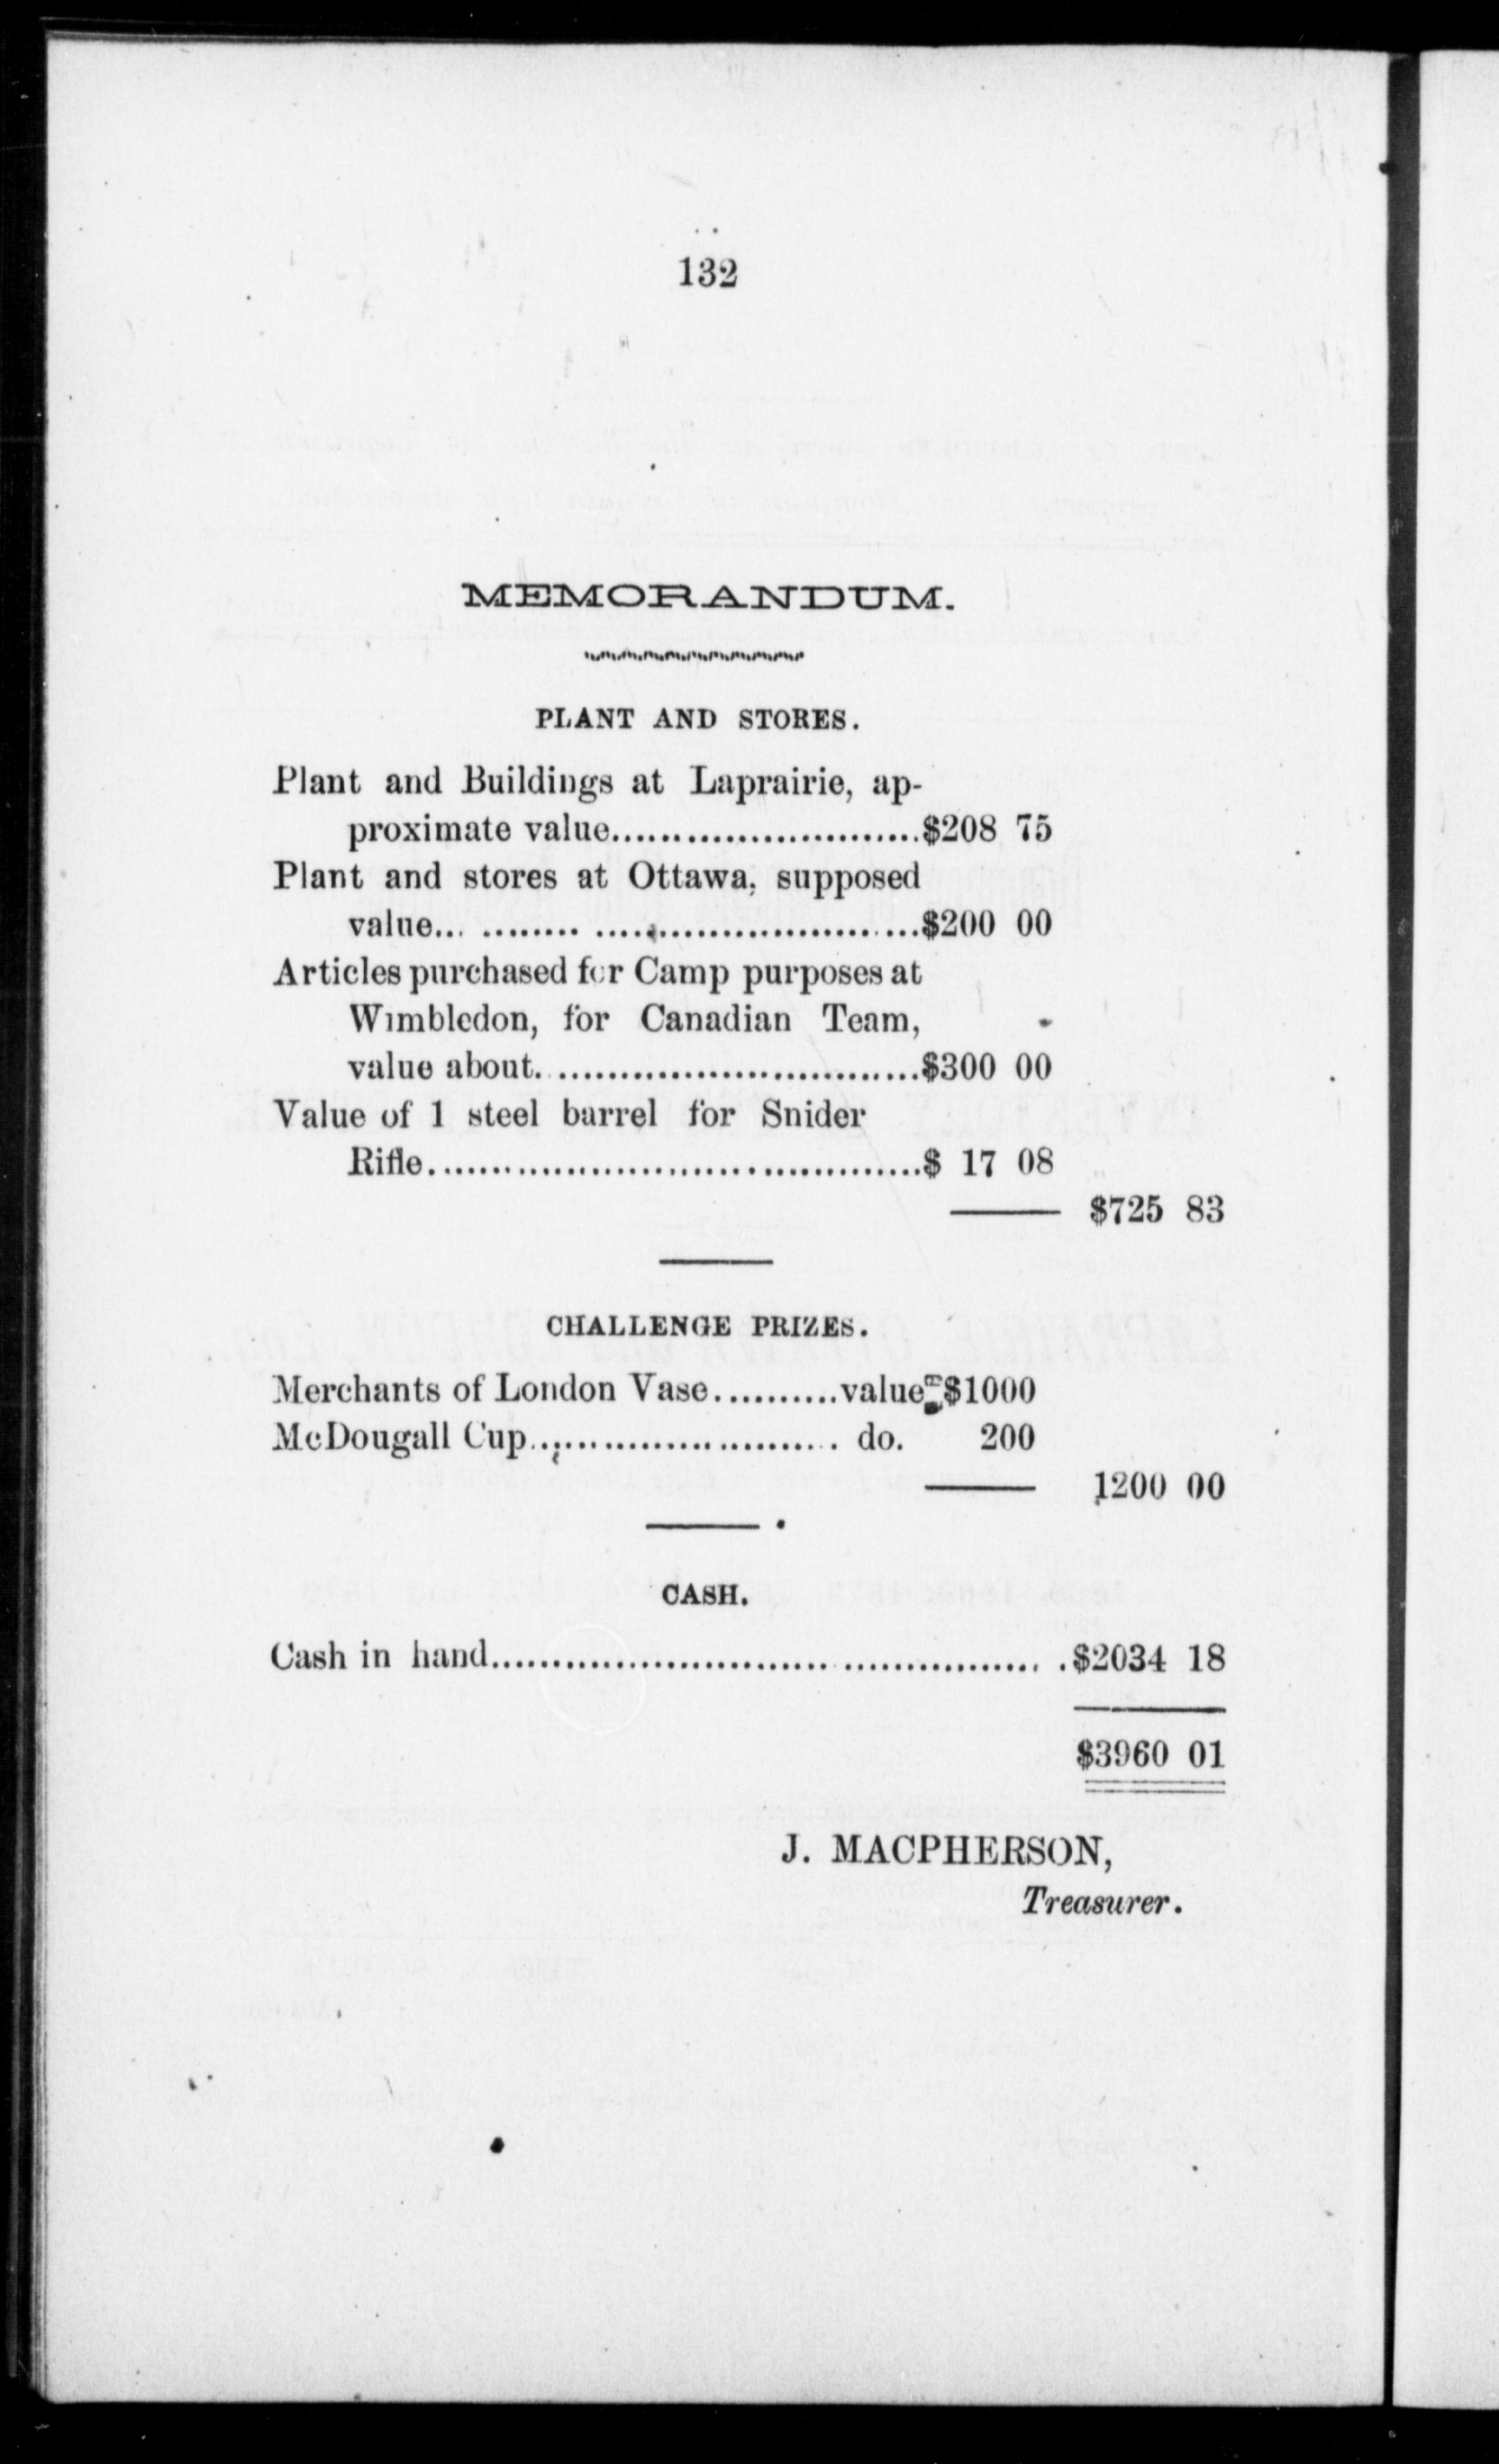 132
MEMORANDUM.
PLANT AND STORES.
Plant and Buildings at Laprairie, ap-
proximate value..........................$208 75
Plant and stores at Ottawa, supposed
value... ........ ...........................$200 00
Articles purchased for Camp purposes at
Wimbledon, for Canadian Team,
value about. ..............................$300 00
Value of 1 steel barrel for Snider
Rifle........................................$ 17 08
$725 83
CHALLENGE PRIZES.
Merchants of London Vase..........value $1000
McDougall Cup.......................... do. 200
1200 00
CASH.
Cash in hand............................................. .$2034 18
$3960 01
J. MACPHERSON,
Treasurer.